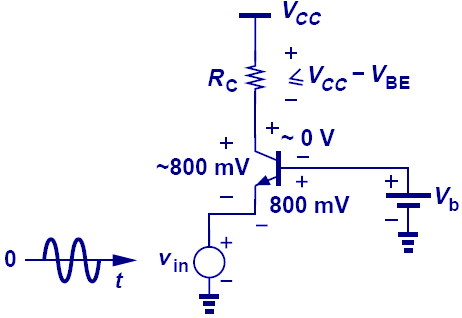 VCC
+
RC ≤ VCC − VBE
−
+ ~ 0 V
+ −
~800 mV
+ +
− 800 mV Vb
− −
0 t vin +
−